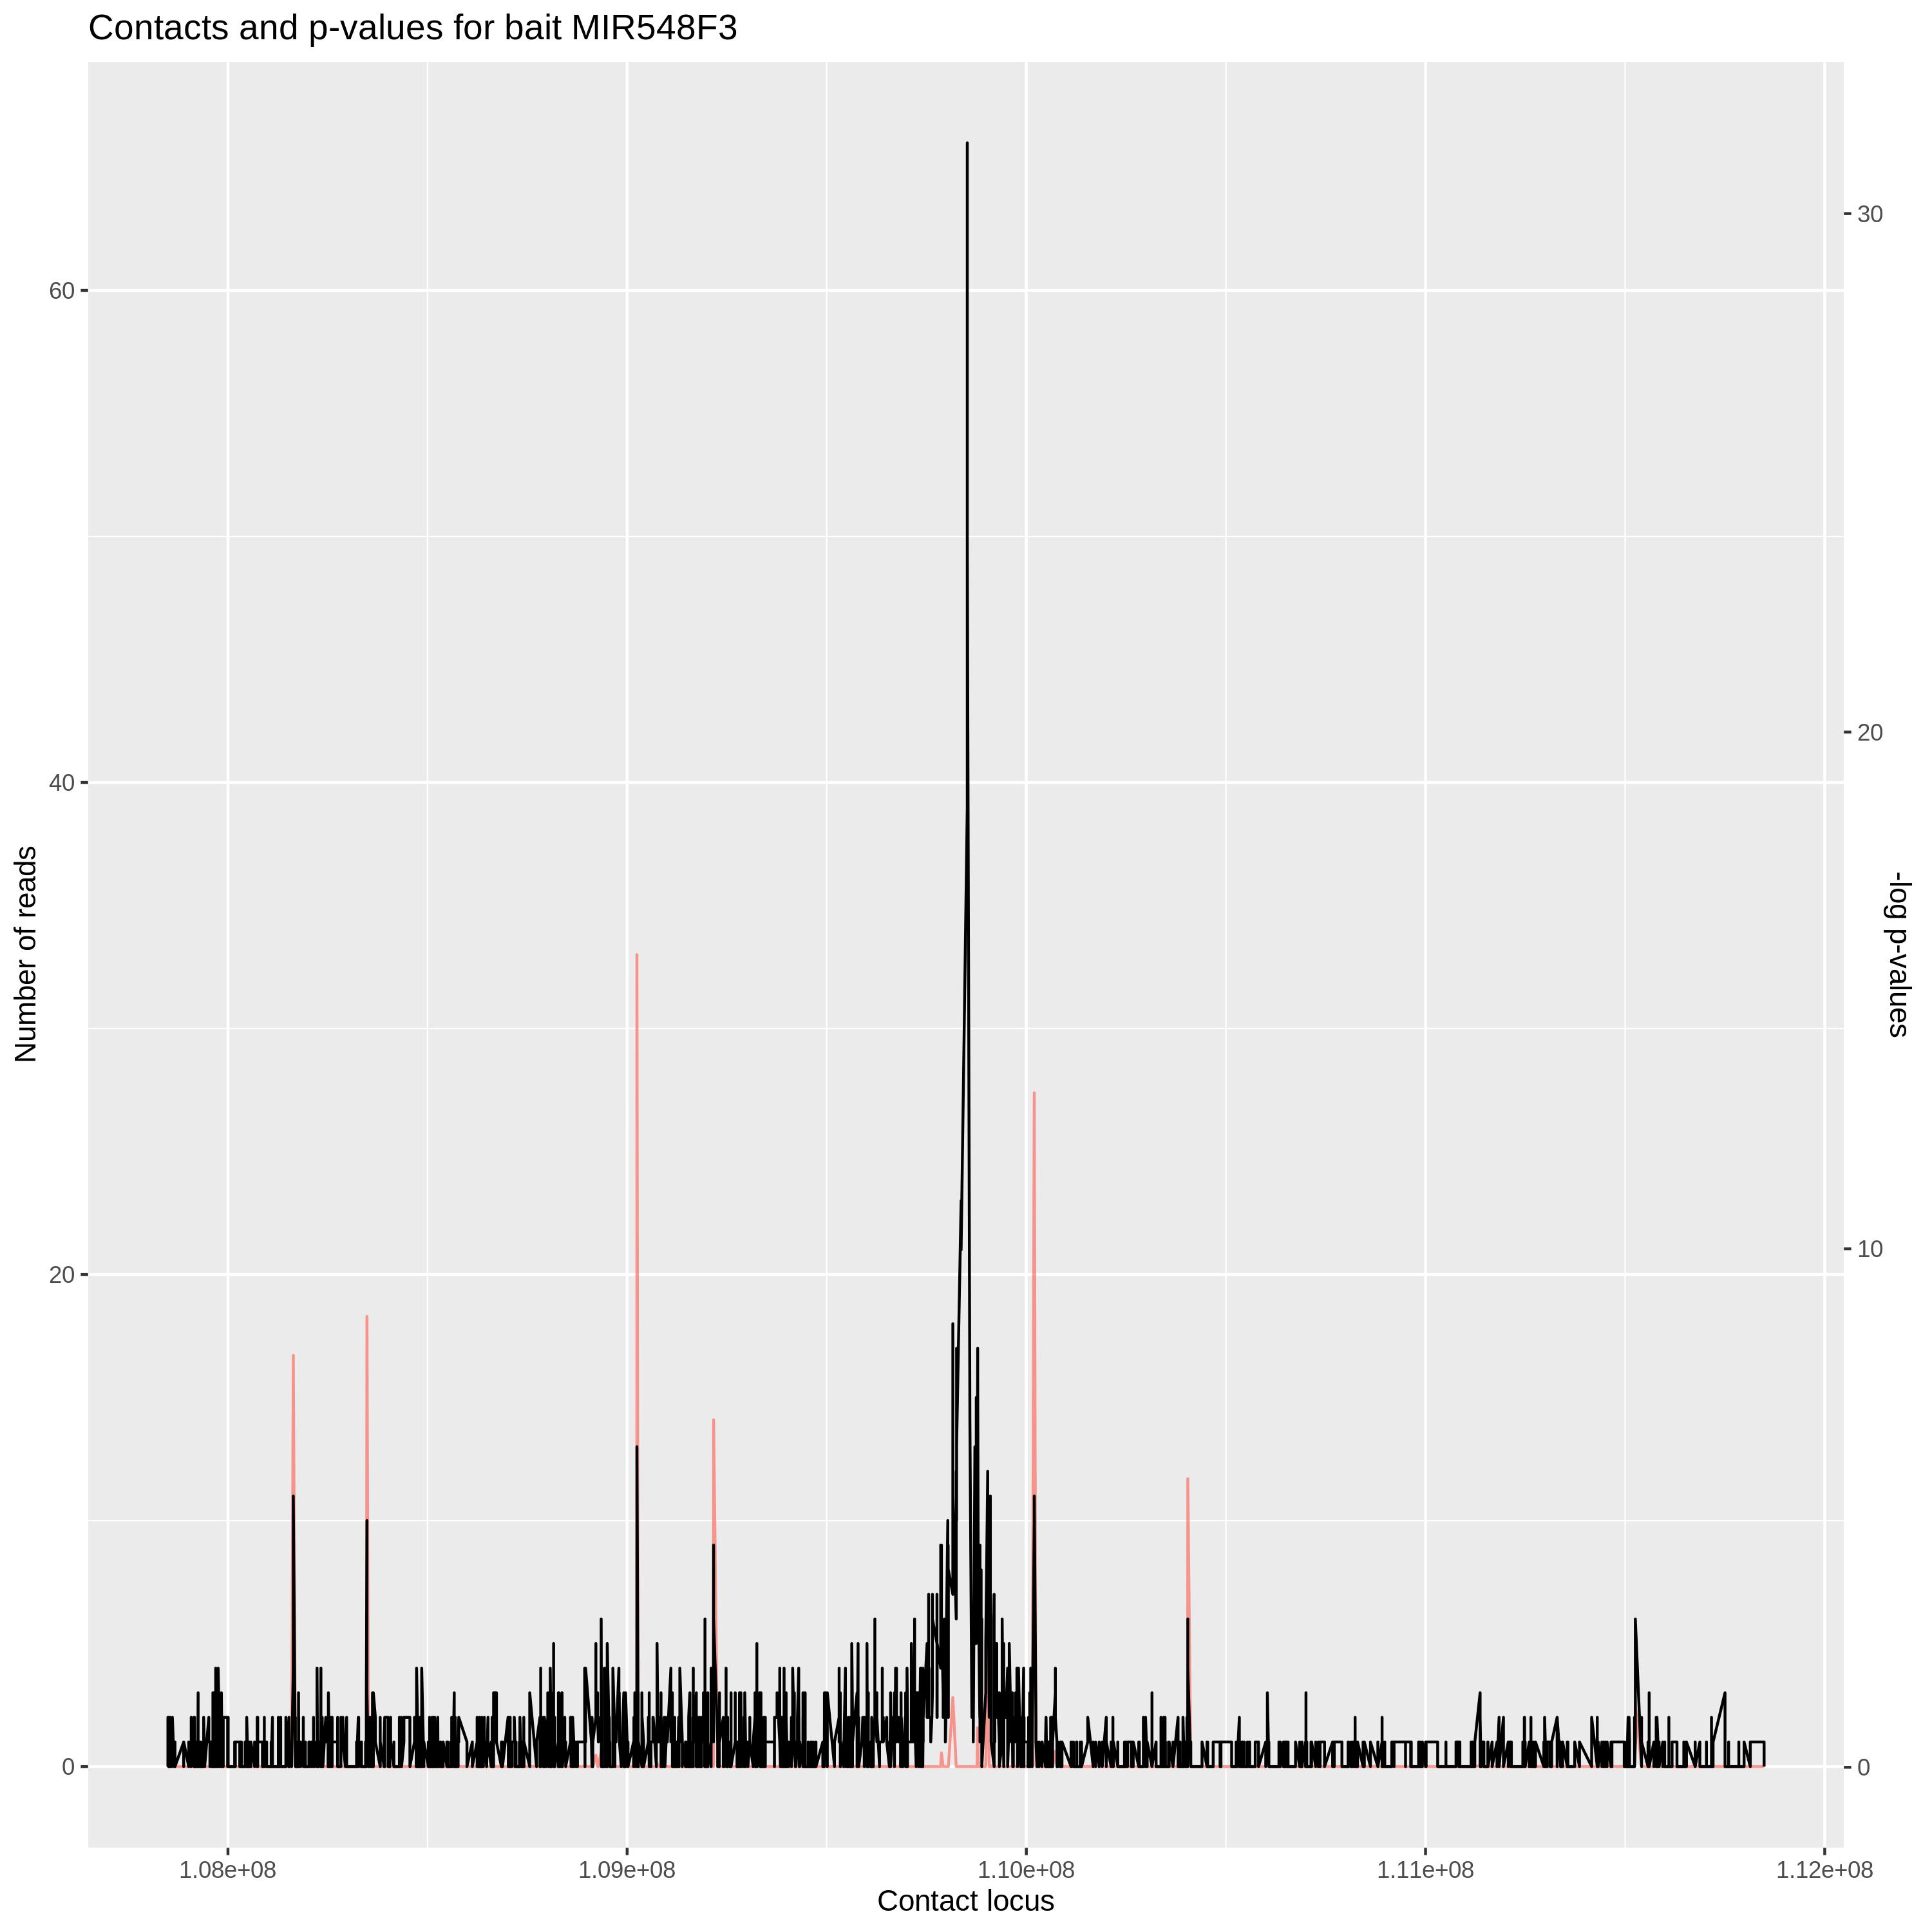 Contacts and p-values for bait MIR548F3
60
40
20
0
30
20
10
0
Number of reads
-log p-values
1.08e+08
1.09e+08
1.10e+08
1.11e+08
1.12e+08
Contact locus